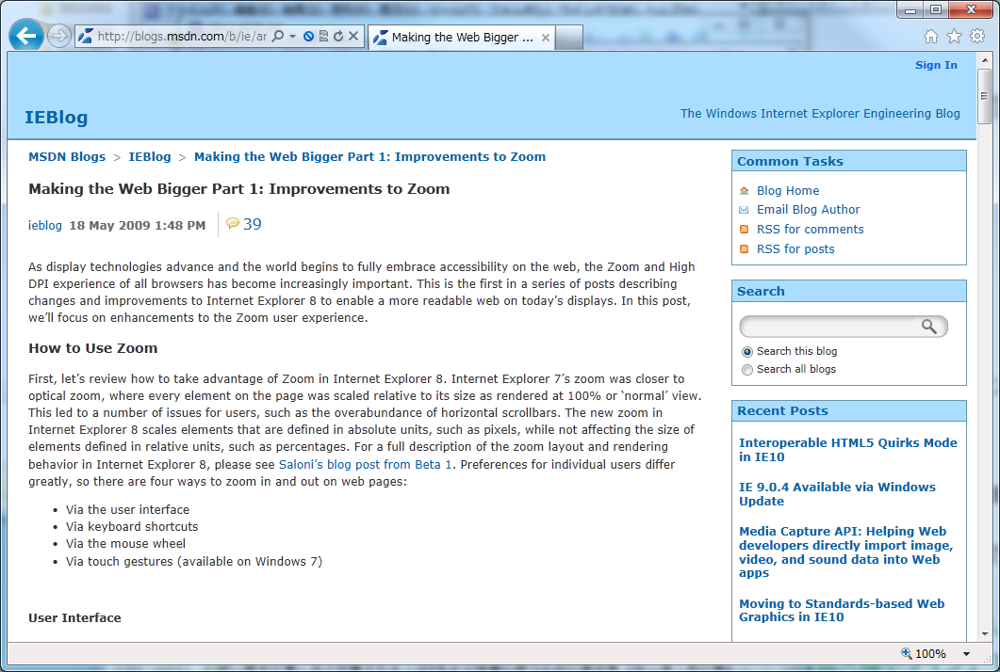 http://blogs.msdn.com/b/ie/ar
Making the Web Bigger ...
Sign In
IEBlog
The Windows Internet Explorer Engineering Blog
MSDN Blogs > IEBlog > Making the Web Bigger Part 1: Improvements to Zoom
Making the Web Bigger Part 1: Improvements to Zoom
ieblog 18 May 2009 1:48 PM 39
As display technologies advance and the world begins to fully embrace accessibility on the web, the Zoom and High
DPI experience of all browsers has become increasingly important. This is the first in a series of posts describing
changes and improvements to Internet Explorer 8 to enable a more readable web on today’s displays. In this post,
we’ll focus on enhancements to the Zoom user experience.
How to Use Zoom
First, let’s review how to take advantage of Zoom in Internet Explorer 8. Internet Explorer 7’s zoom was closer to
optical zoom, where every element on the page was scaled relative to its size as rendered at 100% or ‘normal’ view.
This led to a number of issues for users, such as the overabundance of horizontal scrollbars. The new zoom in
Internet Explorer 8 scales elements that are defined in absolute units, such as pixels, while not affecting the size of
elements defined in relative units, such as percentages. For a full description of the zoom layout and rendering
behavior in Internet Explorer 8, please see Saloni’s blog post from Beta 1. Preferences for individual users differ
greatly, so there are four ways to zoom in and out on web pages:
• Via the user interface
• Via keyboard shortcuts
• Via the mouse wheel
• Via touch gestures (available on Windows 7)
User Interface
Common Tasks
Blog Home
Email Blog Author
RSS for comments
RSS for posts
Search
Search this blog
Search all blogs
Recent Posts
Interoperable HTML5 Quirks Mode
in IE10
IE 9.0.4 Available via Windows
Update
Media Capture API: Helping Web
developers directly import image,
video, and sound data into Web
apps
Moving to Standards-based Web
Graphics in IE10
100%